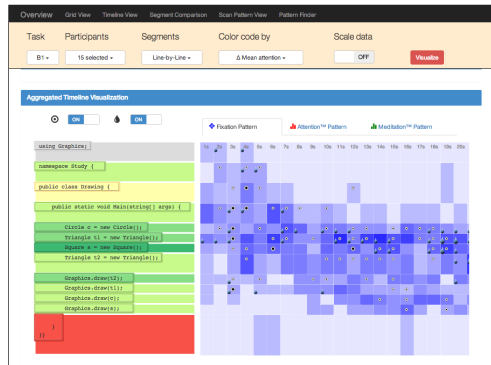 Overview Grid View Timeline View Segment Comparison Scan Pattern View Pattern Finder
Task Participants Segments Color code by Scale data
B1 15 selected Line-by-Line Δ Mean attention OFF Visualize
Aggregated Timeline Visualization
ON ON
Fixation Pattern Attention™ Pattern Meditation™ Pattern
1s 2s 3s 4s 5s 6s 7s 8s 9s 10s 11s 12s 13s 14s 15s 16s 17s 18s 19s 20s
using Graphics;
namespace Study {
public class Drawing {
public static void Main(string[] args) {
Circle c = new Circle();
Triangle t1 = new Triangle();
Square s = new Square();
Triangle t2 = new Triangle();
Graphics.draw(t2);
Graphics.draw(t1);
Graphics.draw(c);
Graphics.draw(s);
}
}}